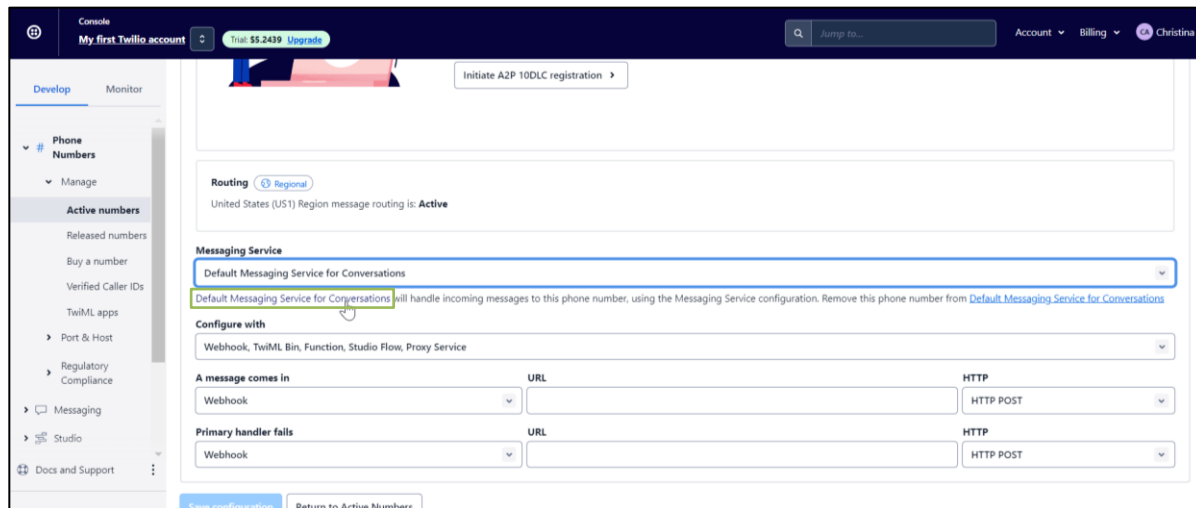 Console
My first Twilio account
Trial: $5.2439 Upgrade
Jump to...
Account
Billing
CA Christina
Develop
Monitor
# Phone Numbers
Manage
Active numbers
Released numbers
Buy a number
Verified Caller IDs
TwiML apps
Port & Host
Regulatory
Compliance
Messaging
Studio
Docs and Support
Initiate A2P 10DLC registration
Routing Regional
United States (US1) Region message routing is: Active
Messaging Service
Default Messaging Service for Conversations
Default Messaging Service for Conversations will handle incoming messages to this phone number, using the Messaging Service configuration. Remove this phone number from Default Messaging Service for Conversations
Configure with
Webhook, TwiML Bin, Function, Studio Flow, Proxy Service
A message comes in URL HTTP
Webhook HTTP POST
Primary handler fails URL HTTP
Webhook HTTP POST
Save configuration Return to Active Numbers